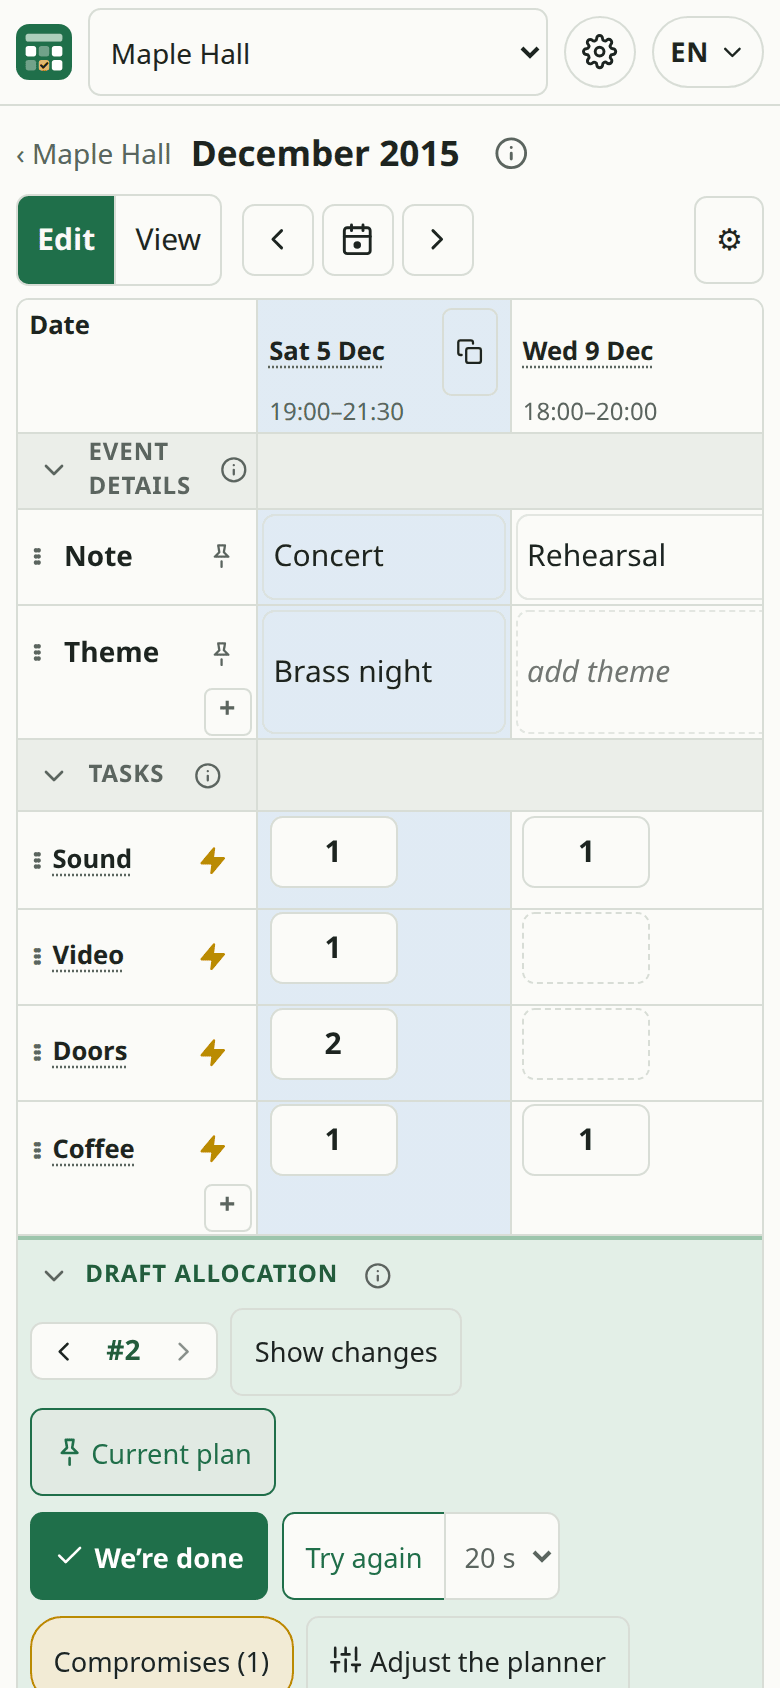 Maple Hall
EN
‹ Maple Hall December 2015
Edit View
Date
Sat 5 Dec
Wed 9 Dec
19:00–21:30
18:00–20:00
EVENT
DETAILS
Note
Concert
Rehearsal
Theme
Brass night
add theme
+
TASKS
Sound
1
1
Video
1
Doors
2
Coffee
1
1
+
DRAFT ALLOCATION
#2
Show changes
Current plan
We’re done
Try again
20 s
Compromises (1)
Adjust the planner